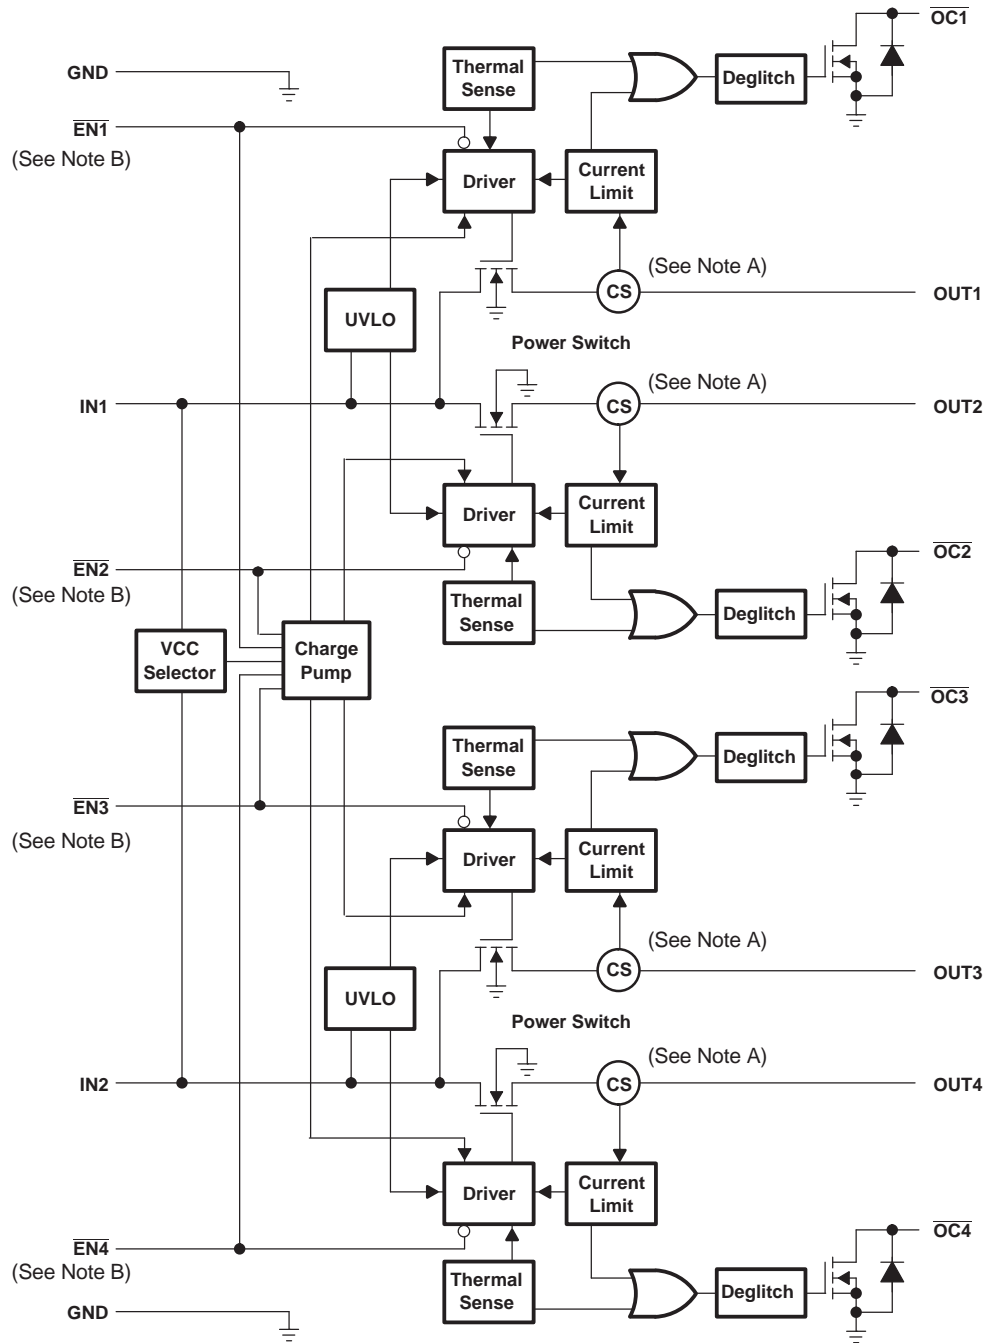 OC1
GND
Thermal
Sense
Deglitch
EN1
(See Note B)
Driver
Current
Limit
(See Note A)
CS
OUT1
UVLO
Power Switch
(See Note A)
IN1
CS
OUT2
Driver
Current
Limit
OC2
EN2
(See Note B)
Thermal
Sense
Deglitch
VCC
Selector
Charge
Pump
OC3
Thermal
Sense
Deglitch
EN3
(See Note B)
Driver
Current
Limit
(See Note A)
CS
OUT3
UVLO
Power Switch
(See Note A)
IN2
CS
OUT4
Driver
Current
Limit
OC4
EN4
(See Note B)
Thermal
Sense
Deglitch
GND